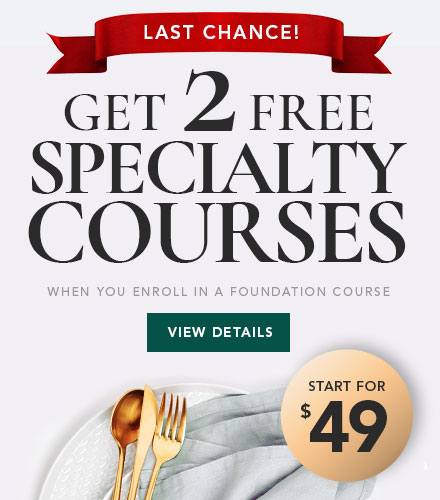 LAST CHANCE!
GET 2 FREE
SPECIALTY
COURSES
WHEN YOU ENROLL IN A FOUNDATION COURSE
VIEW DETAILS
START FOR
$49